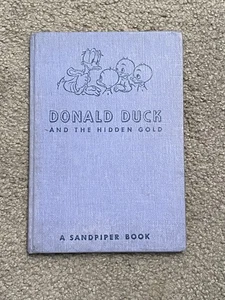 DONALD DUCK
AND THE HIDDEN GOLD
A SANDPIPER BOOK